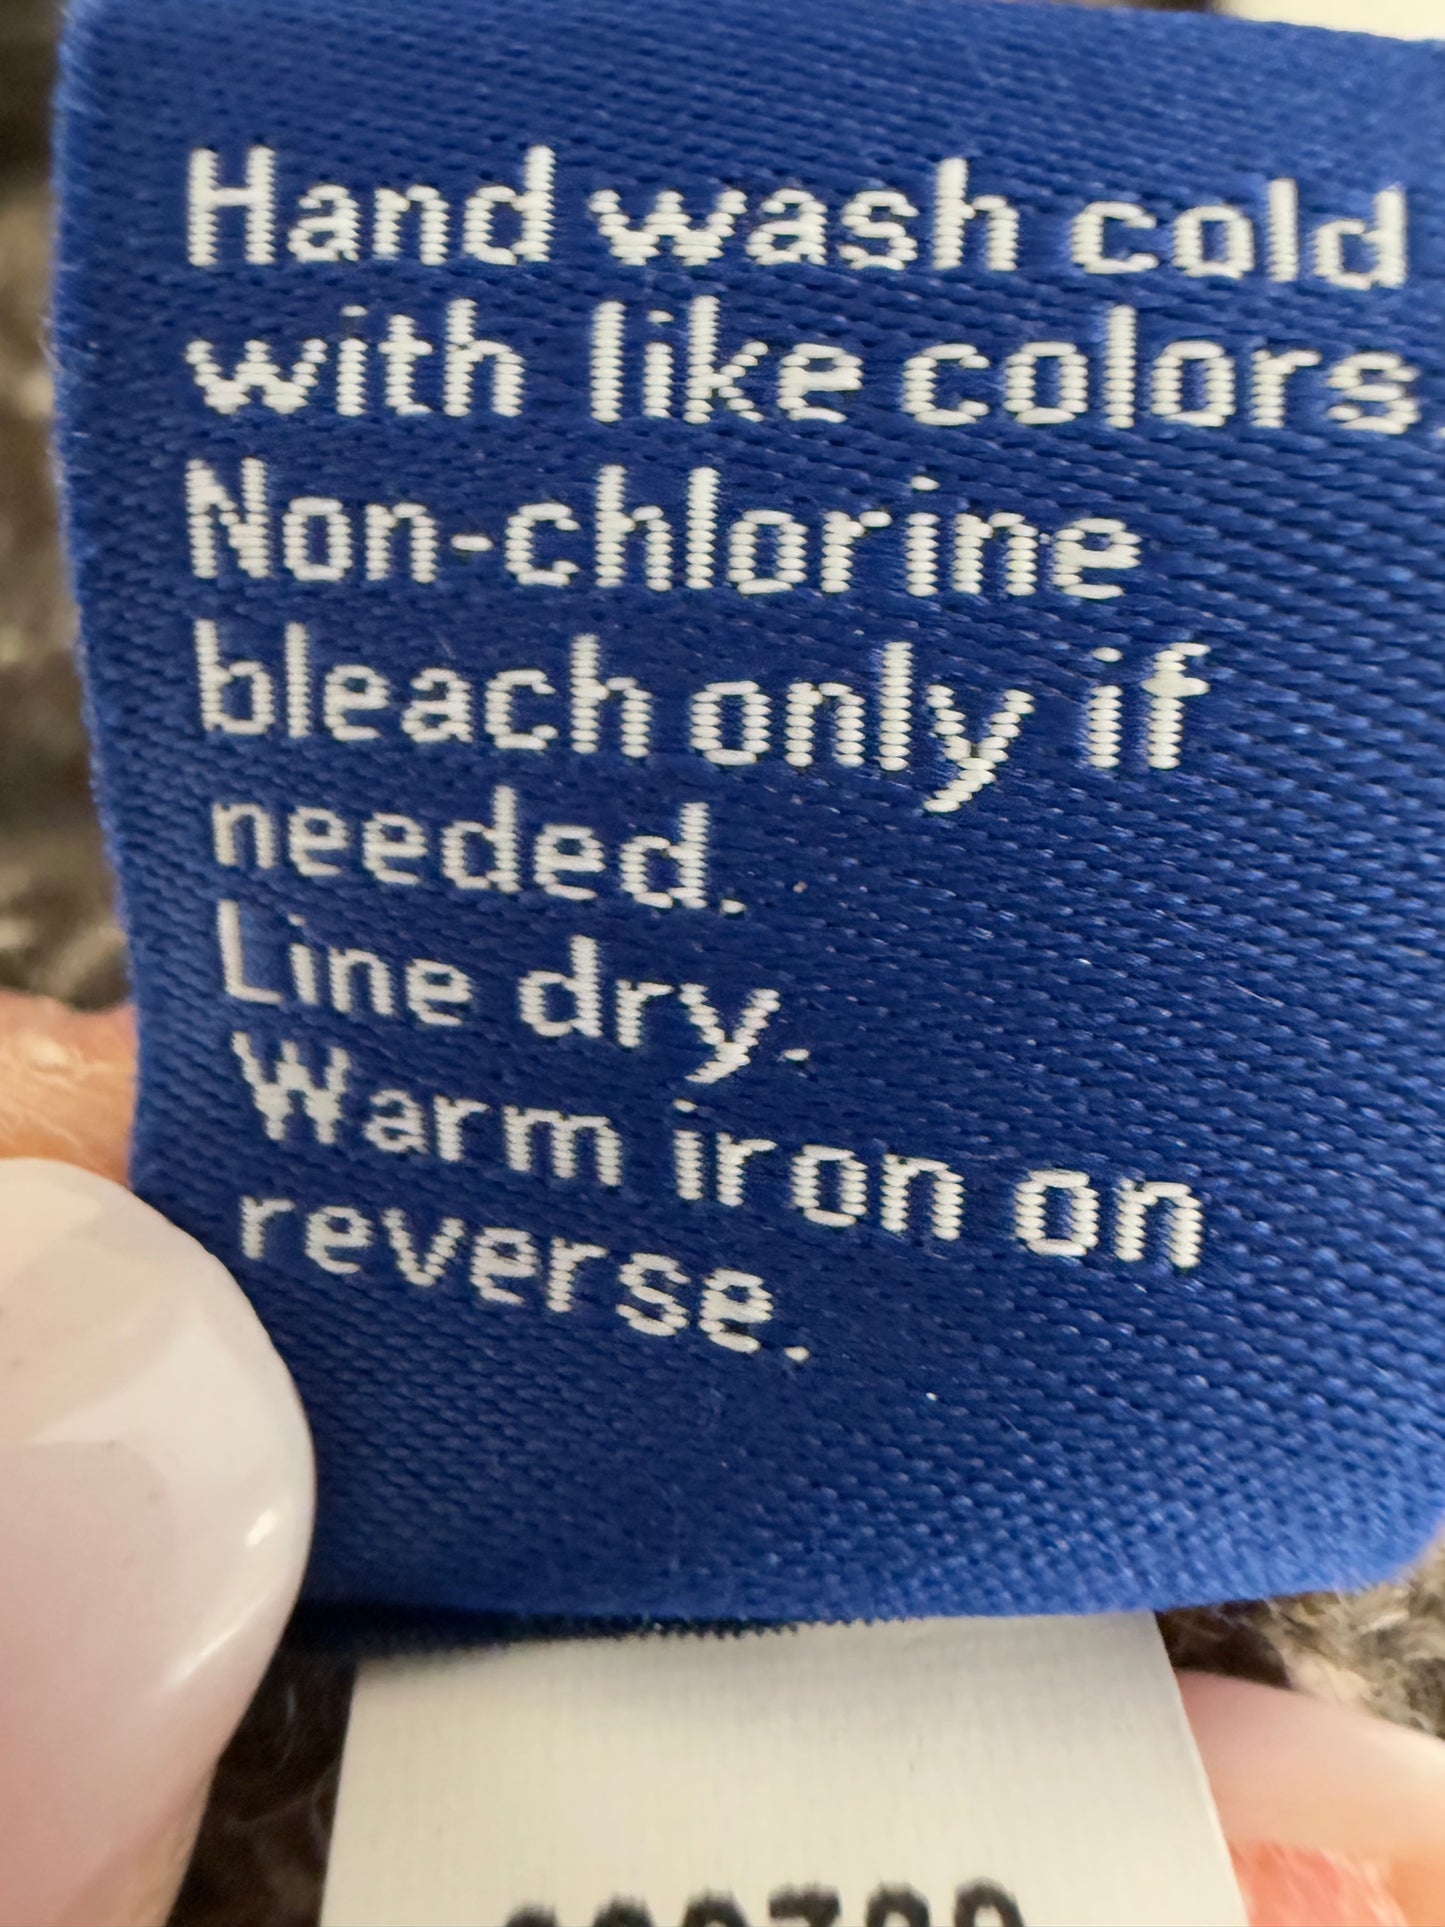 Hand wash cold
with like colors.
Non-chlorine
bleach only if
needed.
Line dry.
Warm iron on
reverse.